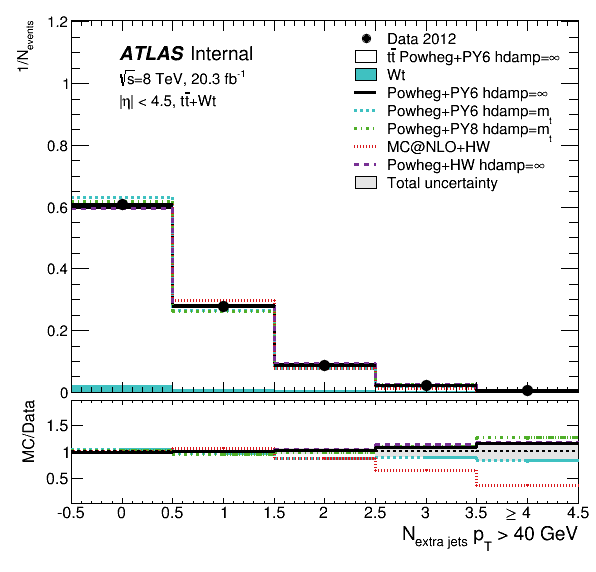 1/N_events
1.2
1
0.8
0.6
0.4
0.2
0
ATLAS Internal
√s=8 TeV, 20.3 fb⁻¹
|η| < 4.5, tt̄+Wt
Data 2012
tt̄ Powheg+PY6 hdamp=∞
Wt
Powheg+PY6 hdamp=∞
Powheg+PY6 hdamp=m_t
Powheg+PY8 hdamp=m_t
MC@NLO+HW
Powheg+HW hdamp=∞
Total uncertainty
MC/Data
1.5
1
0.5
-0.5 0 0.5 1 1.5 2 2.5 3 3.5 ≥ 4 4.5
N_extra jets p_T > 40 GeV